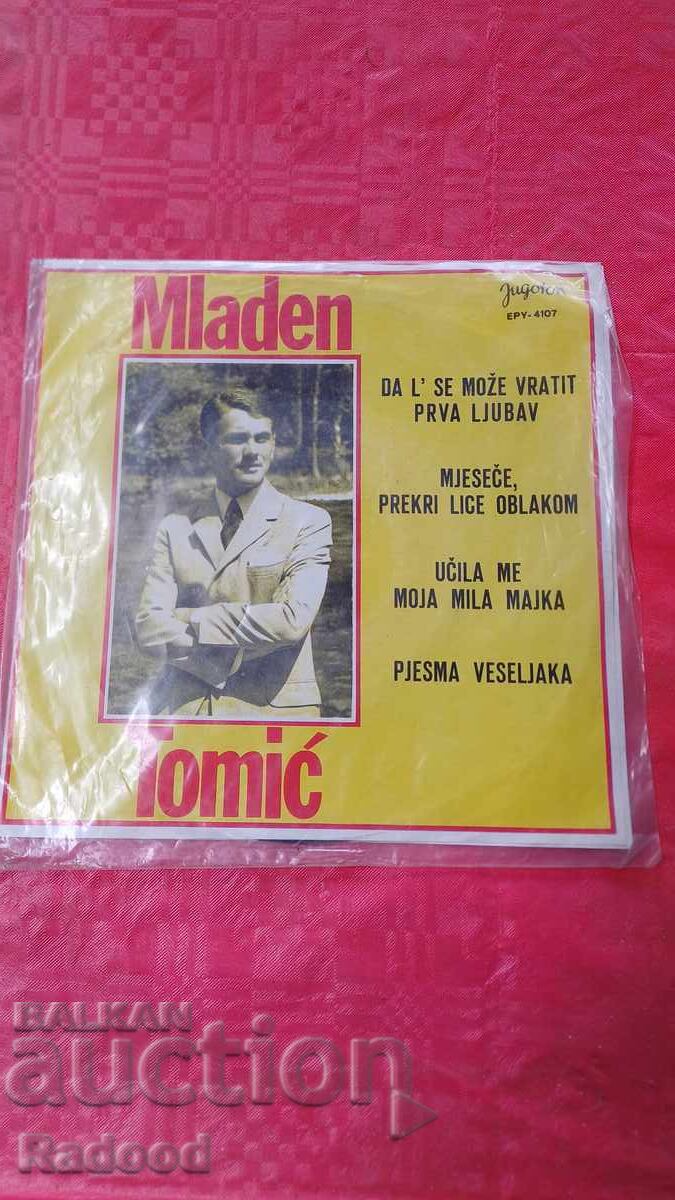 Mladen
Jugoton
EPY-4107
DA L' SE MOŽE VRATIT
PRVA LJUBAV
MJESEČE,
PREKRI LICE OBLAKOM
UČILA ME
MOJA MILA MAJKA
PJESMA VESELJAKA
Tomić
BALKAN
auction
Radood